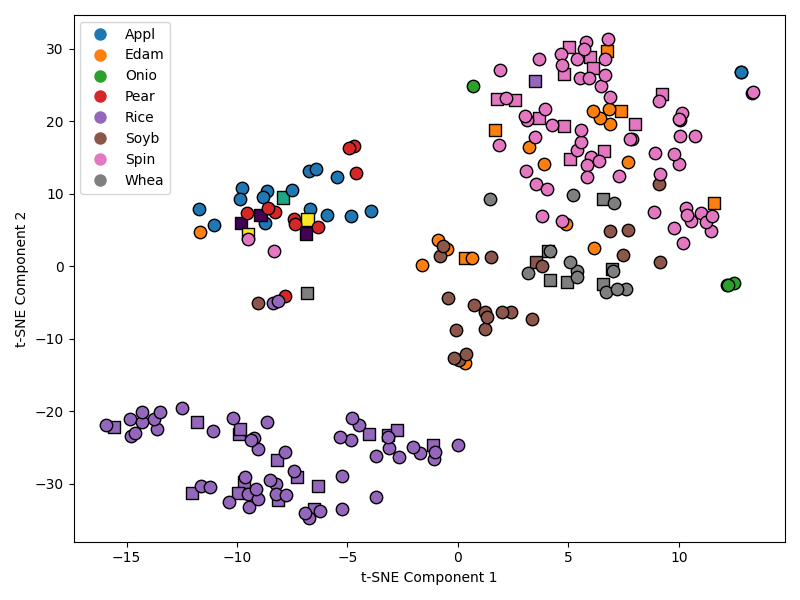 Appl
Edam
Onio
Pear
Rice
Soyb
Spin
Whea
30
20
10
0
−10
−20
−30
t-SNE Component 2
−15 −10 −5 0 5 10
t-SNE Component 1